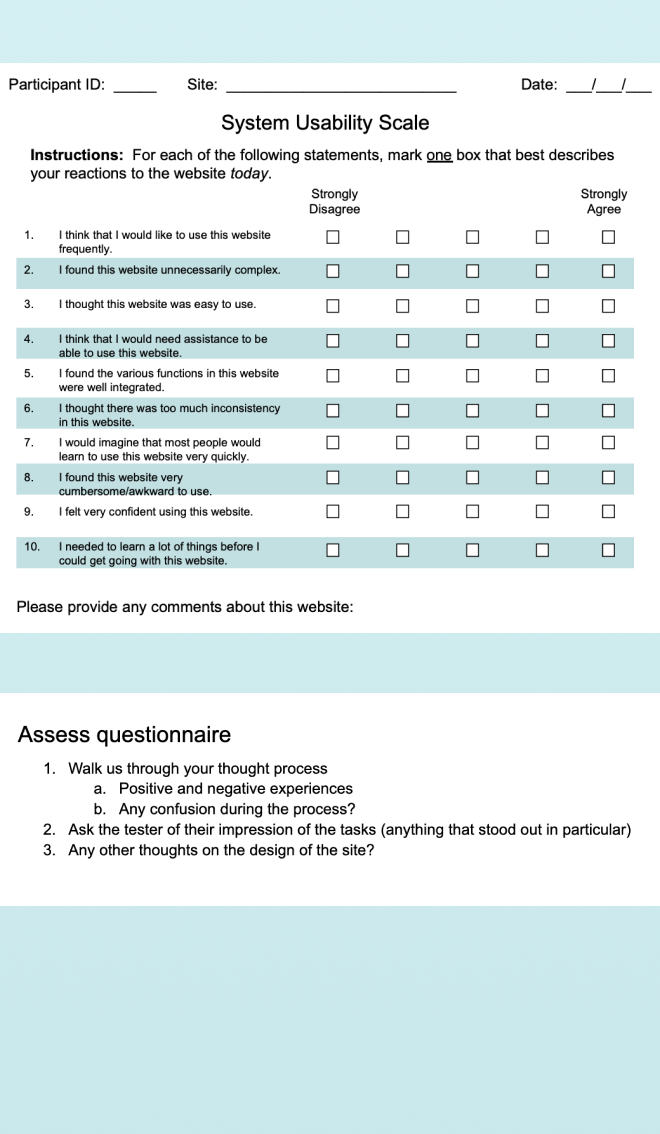 Participant ID: _____ Site: ___________________________ Date: ___/___/___
System Usability Scale
Instructions: For each of the following statements, mark one box that best describes
your reactions to the website today.
Strongly Strongly
Disagree Agree
1. I think that I would like to use this website
frequently.
2. I found this website unnecessarily complex.
3. I thought this website was easy to use.
4. I think that I would need assistance to be
able to use this website.
5. I found the various functions in this website
were well integrated.
6. I thought there was too much inconsistency
in this website.
7. I would imagine that most people would
learn to use this website very quickly.
8. I found this website very
cumbersome/awkward to use.
9. I felt very confident using this website.
10. I needed to learn a lot of things before I
could get going with this website.
Please provide any comments about this website:
Assess questionnaire
1. Walk us through your thought process
a. Positive and negative experiences
b. Any confusion during the process?
2. Ask the tester of their impression of the tasks (anything that stood out in particular)
3. Any other thoughts on the design of the site?